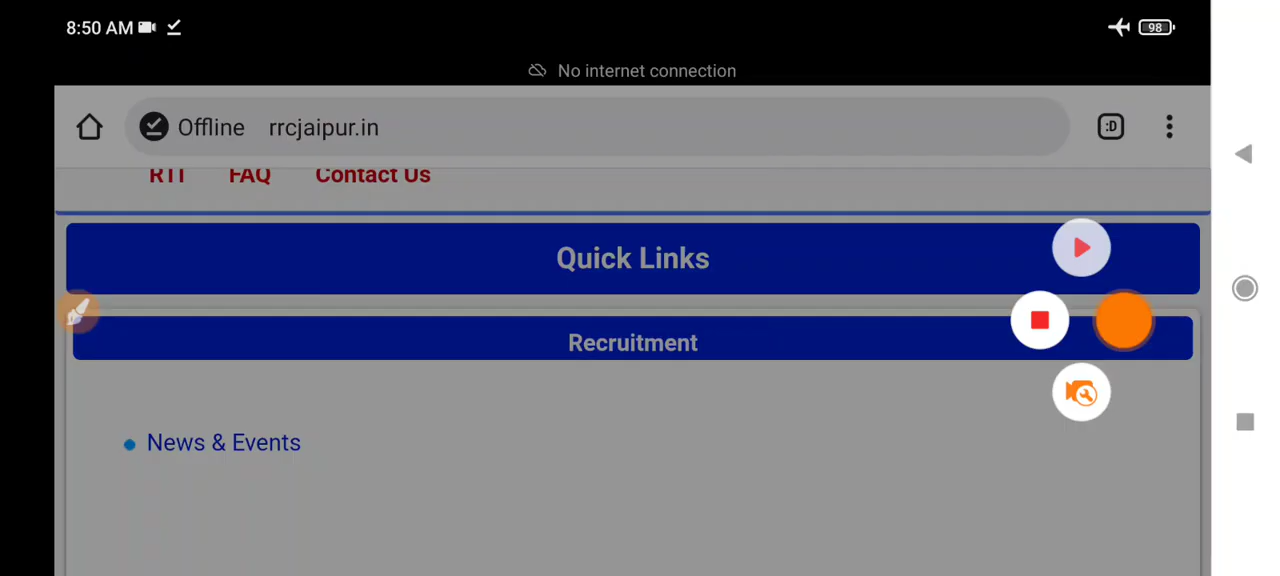 8:50 AM
98
No internet connection
Offline rrcjaipur.in
:D
RTI FAQ Contact Us
Quick Links
Recruitment
News & Events